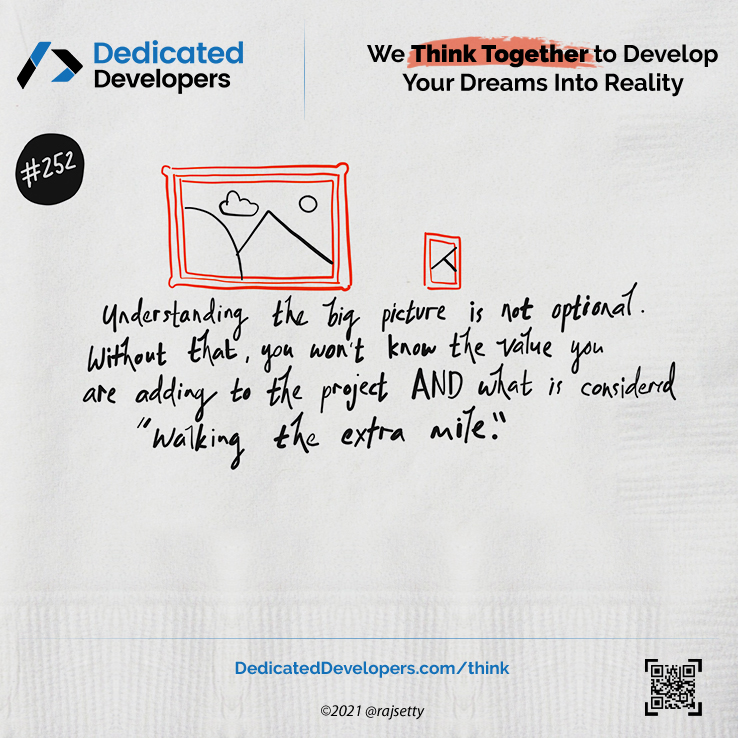 Dedicated
Developers
We Think Together to Develop
Your Dreams Into Reality
#252
Understanding the big picture is not optional.
Without that, you won't know the value you
are adding to the project AND what is considered
"Walking the extra mile."
DedicatedDevelopers.com/think
©2021 @rajsetty